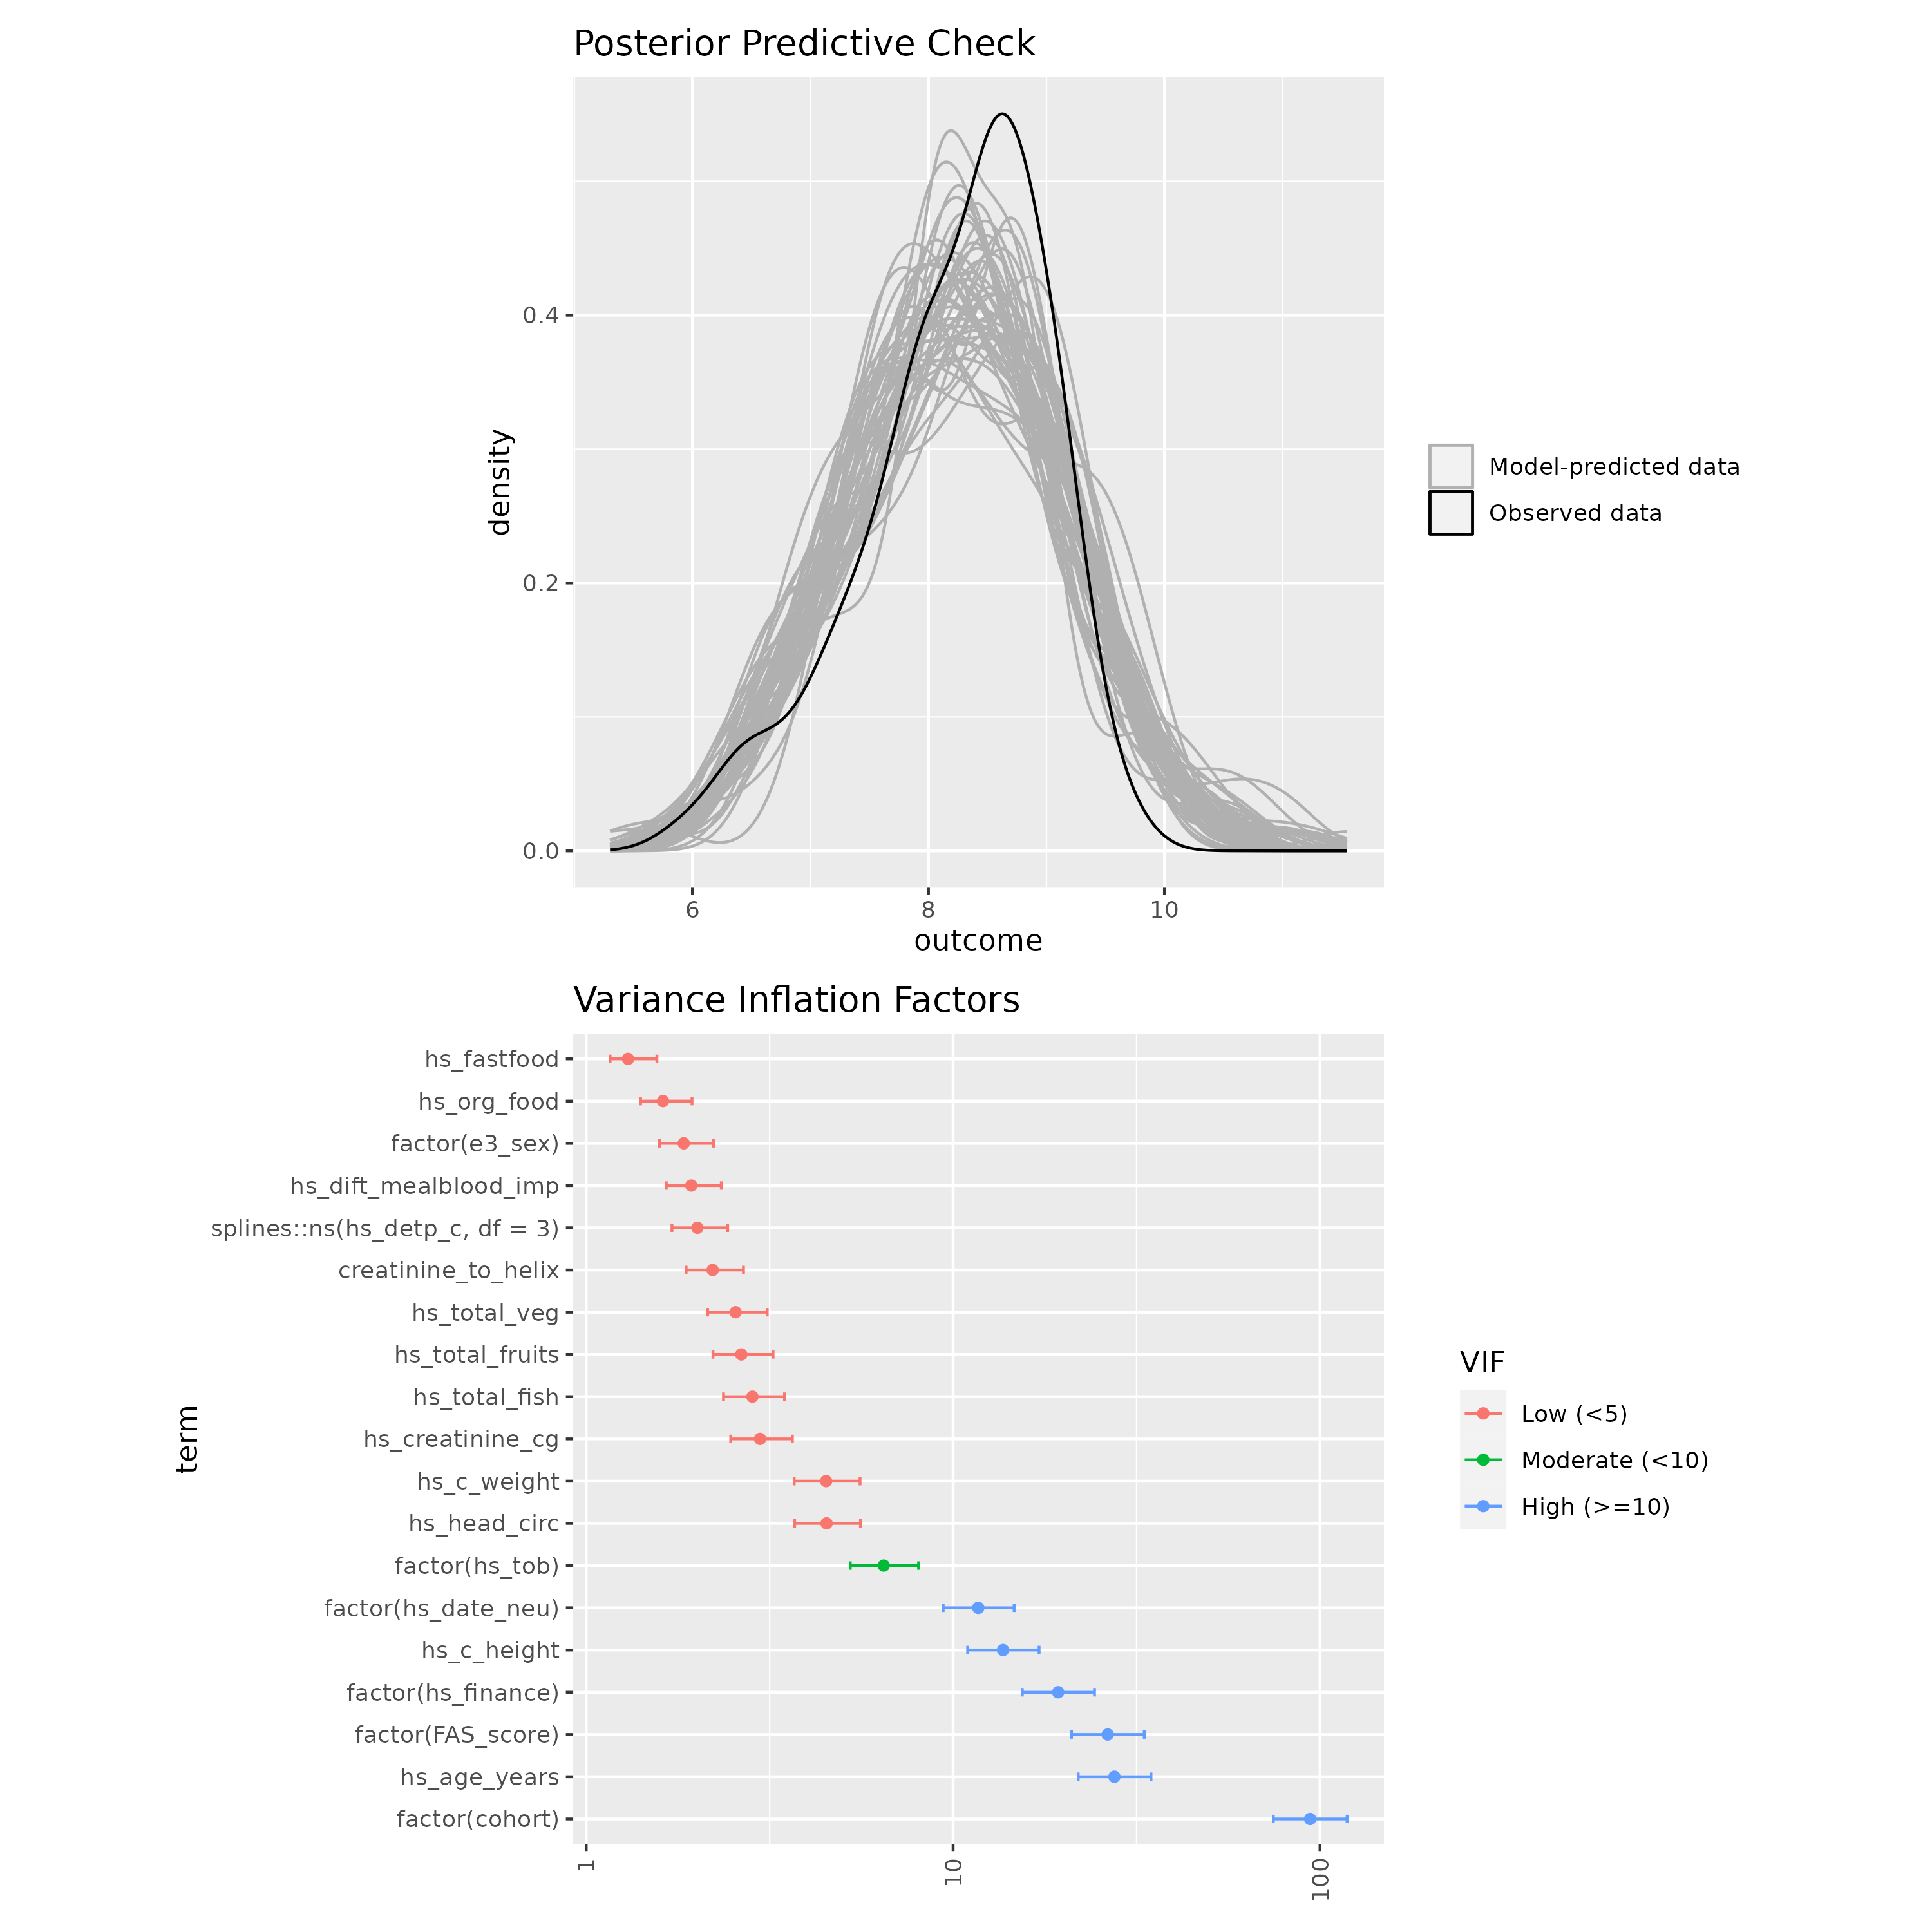 Posterior Predictive Check
density
0.4
0.2
0.0
6 8 10
outcome
Model-predicted data
Observed data
Variance Inflation Factors
term
hs_fastfood
hs_org_food
factor(e3_sex)
hs_dift_mealblood_imp
splines::ns(hs_detp_c, df = 3)
creatinine_to_helix
hs_total_veg
hs_total_fruits
hs_total_fish
hs_creatinine_cg
hs_c_weight
hs_head_circ
factor(hs_tob)
factor(hs_date_neu)
hs_c_height
factor(hs_finance)
factor(FAS_score)
hs_age_years
factor(cohort)
1 10 100
VIF
Low (<5)
Moderate (<10)
High (>=10)